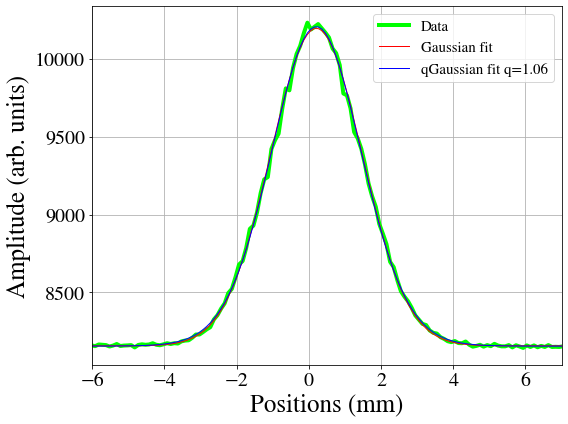 Data
Gaussian fit
qGaussian fit q=1.06
Amplitude (arb. units)
10000
9500
9000
8500
−6 −4 −2 0 2 4 6
Positions (mm)